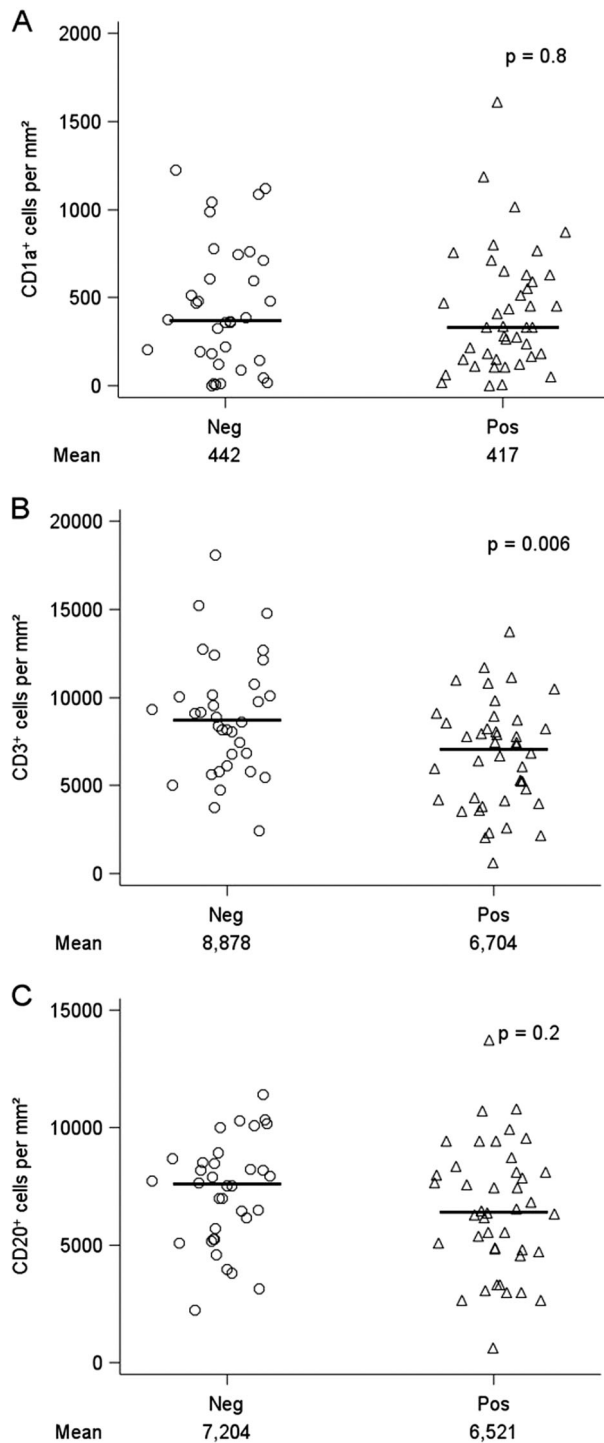 A
2000
p = 0.8
1500
1000
500
0
CD1a⁺ cells per mm²
Neg Pos
Mean 442 417
B
20000
p = 0.006
15000
10000
5000
0
CD3⁺ cells per mm²
Neg Pos
Mean 8,878 6,704
C
15000
p = 0.2
10000
5000
0
CD20⁺ cells per mm²
Neg Pos
Mean 7,204 6,521